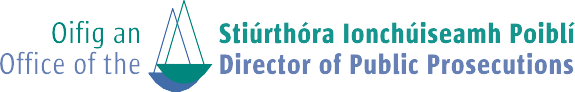 Oifig an Stiúrthóra Ionchúiseamh Poiblí
Office of the Director of Public Prosecutions